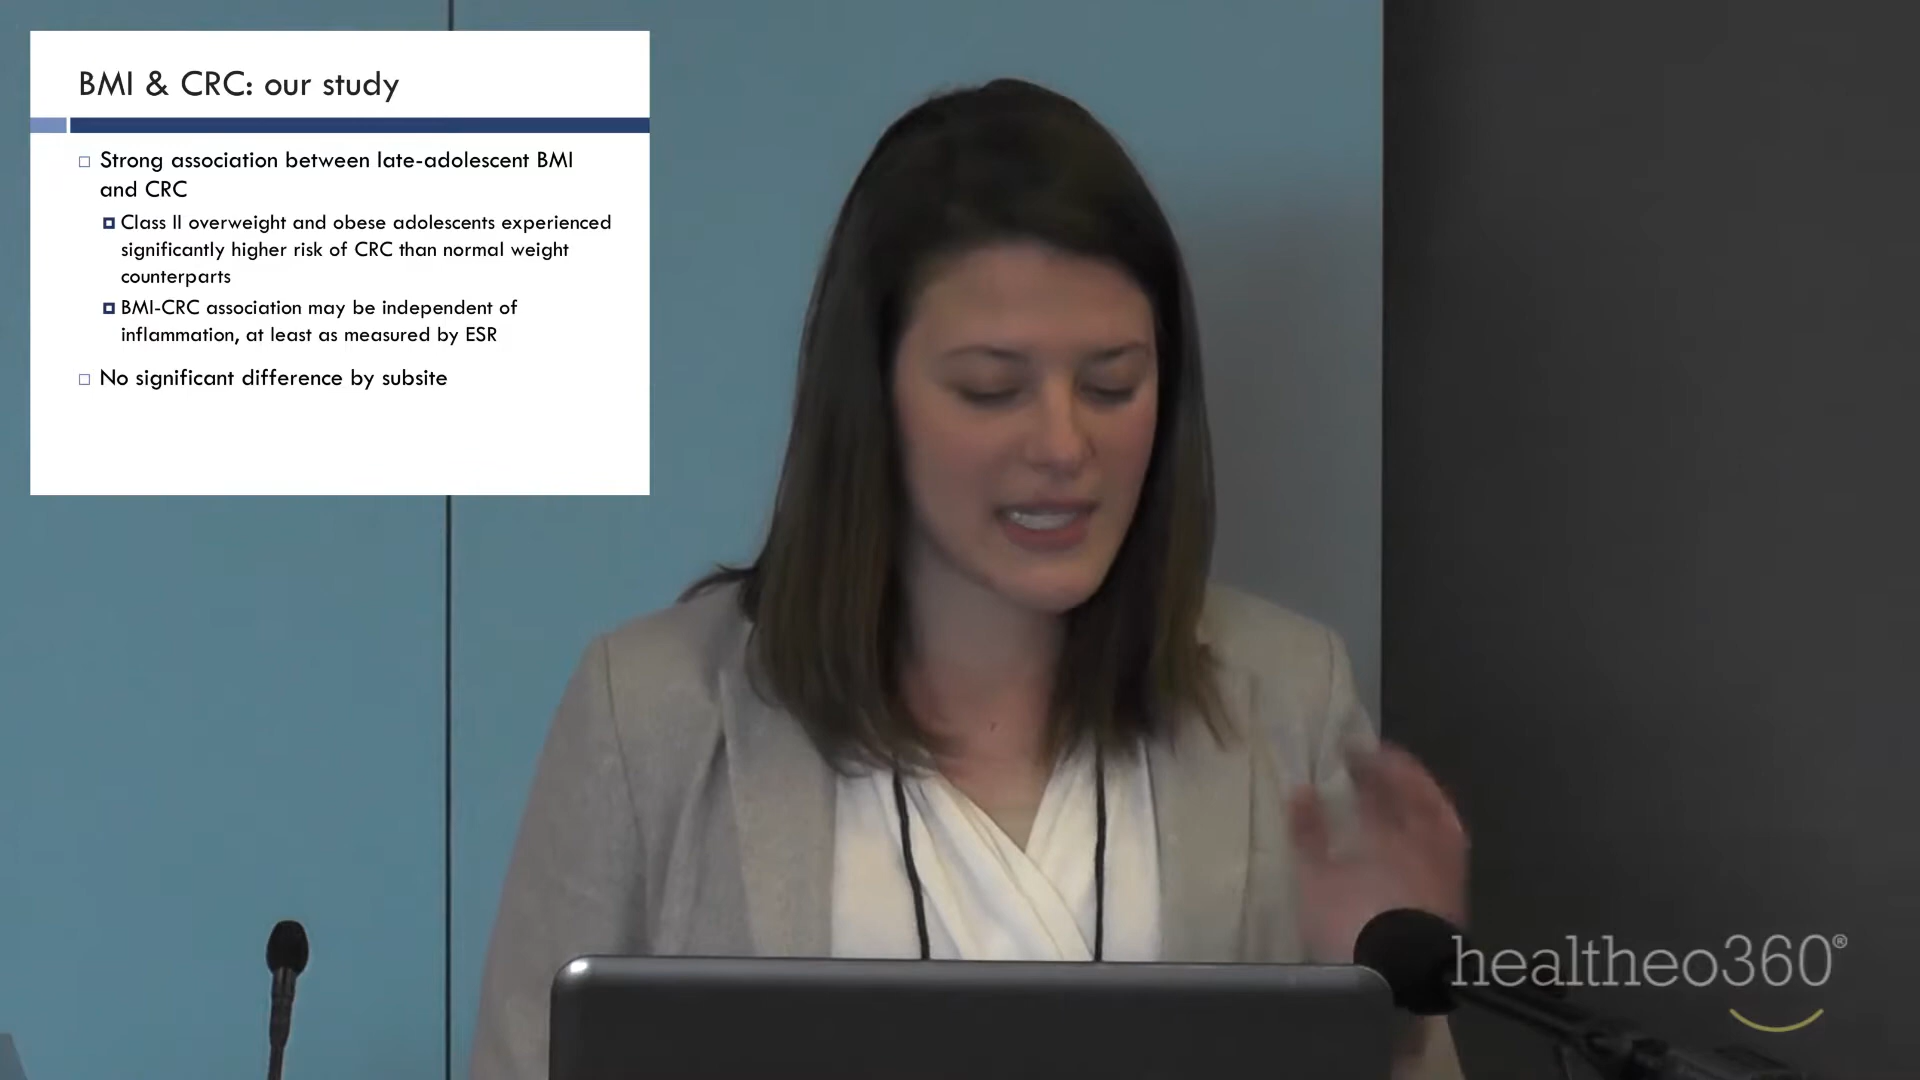 BMI & CRC: our study
Strong association between late-adolescent BMI
and CRC
Class II overweight and obese adolescents experienced
significantly higher risk of CRC than normal weight
counterparts
BMI-CRC association may be independent of
inflammation, at least as measured by ESR
No significant difference by subsite
healtheo360®